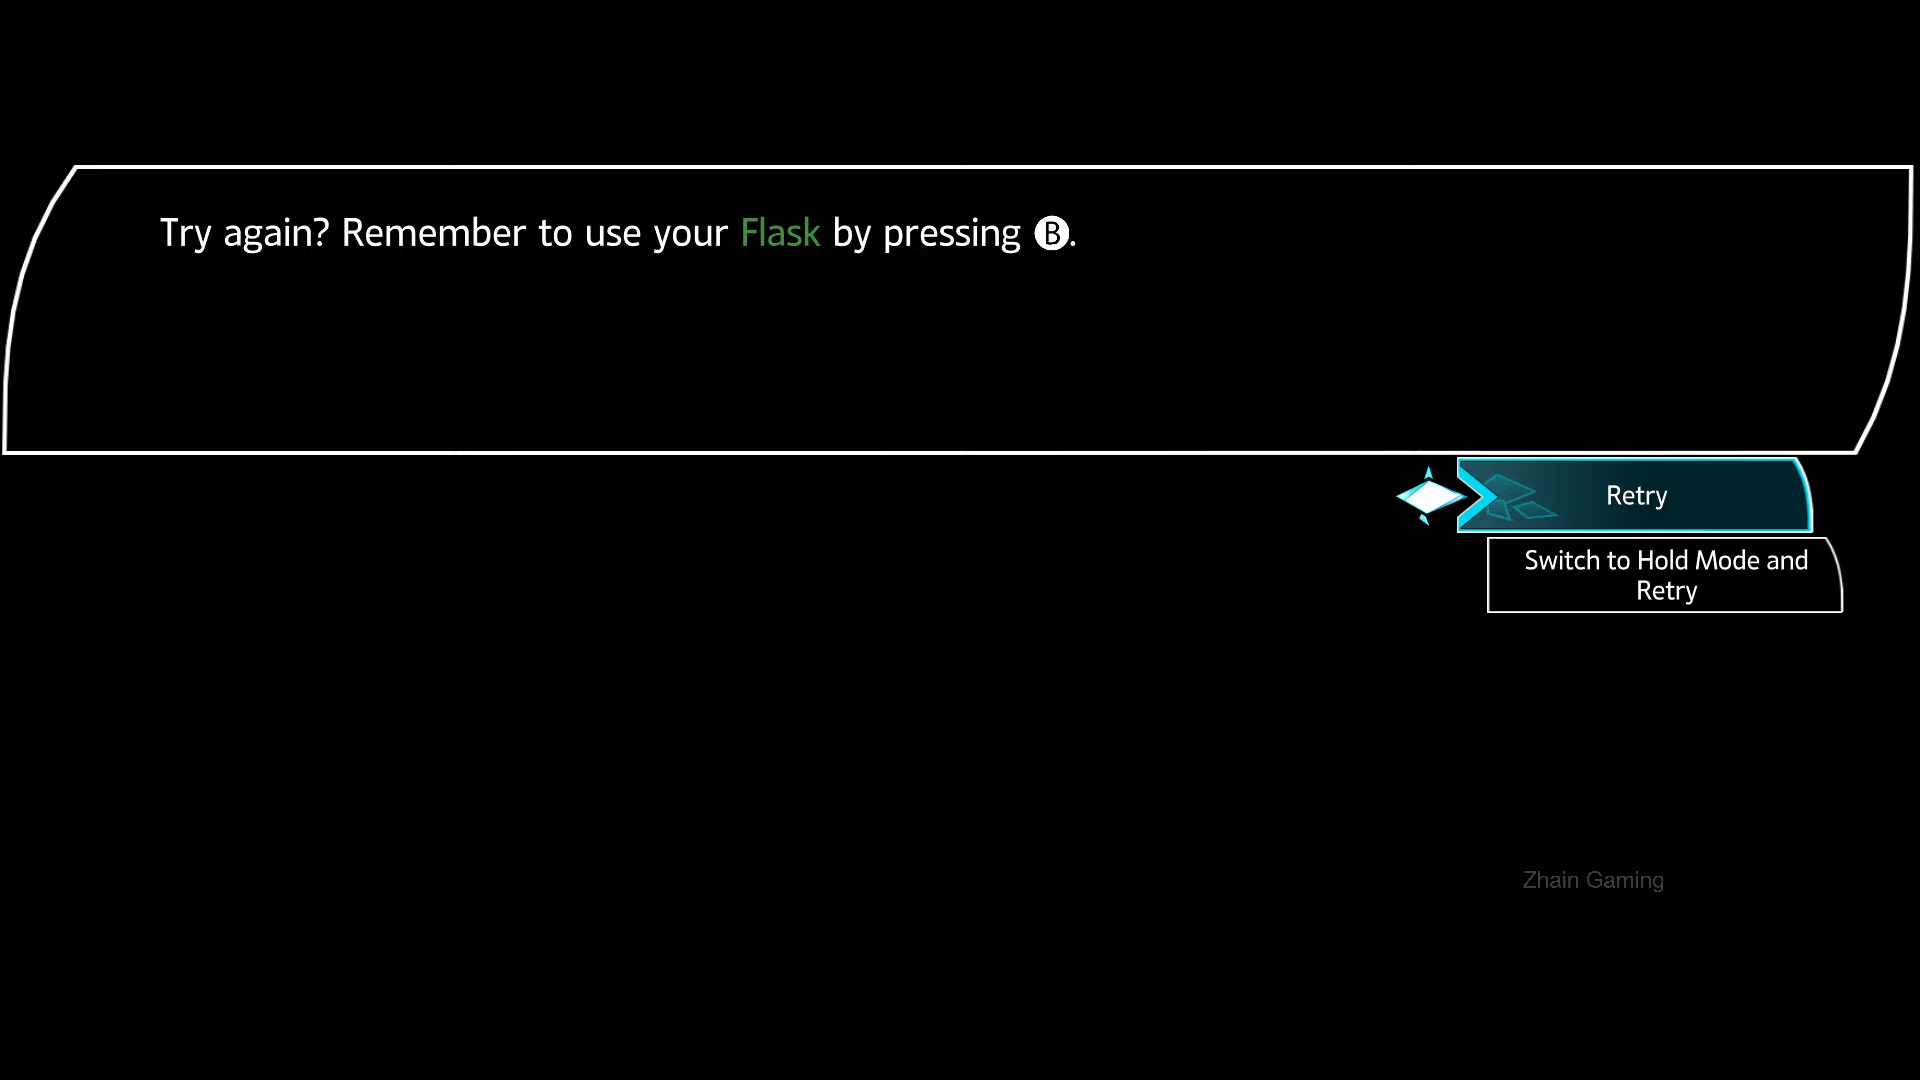 Try again? Remember to use your Flask by pressing B.
Retry
Switch to Hold Mode and
Retry
Zhain Gaming